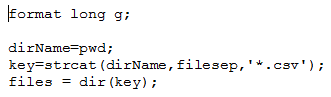 format long g;
dirName=pwd;
key=strcat(dirName,filesep,'*.csv');
files = dir(key);